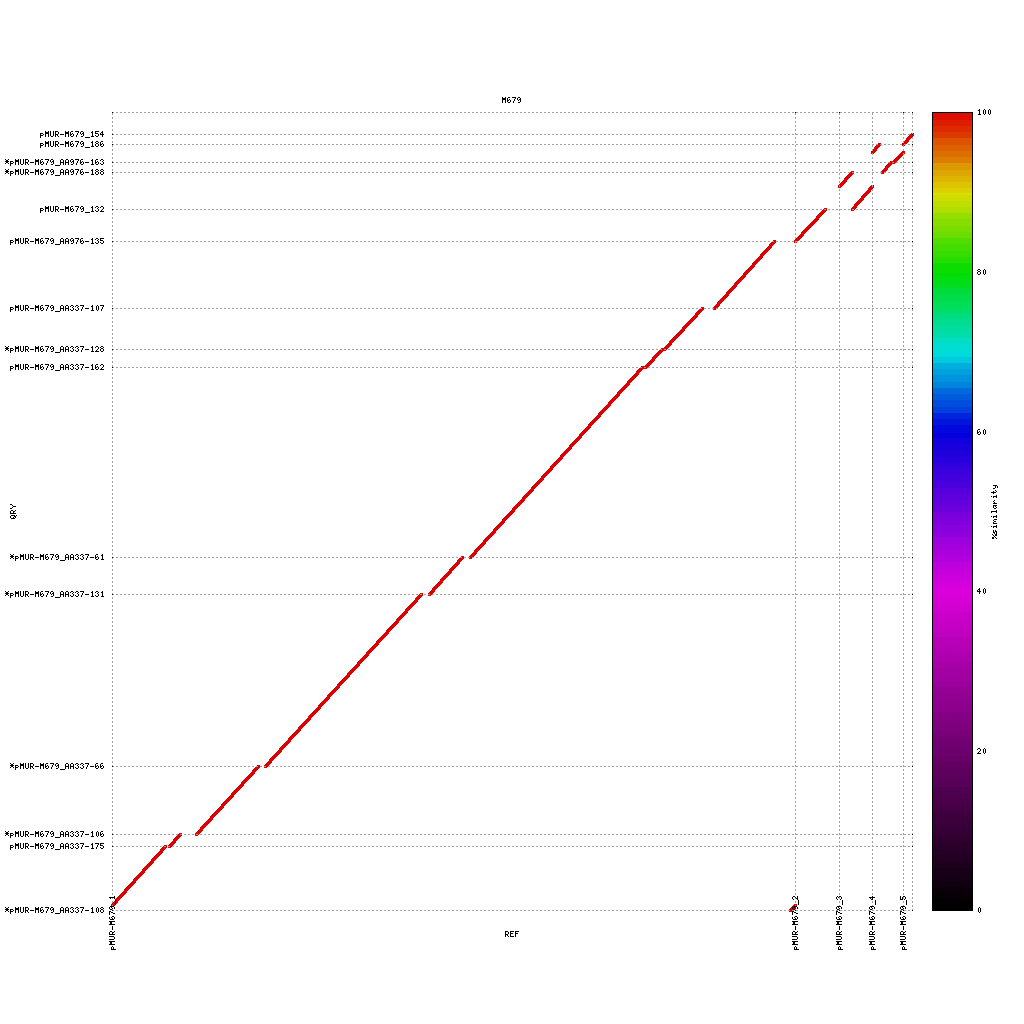 M679
pMUR-M679_154
pMUR-M679_186
*pMUR-M679_AA976-163
*pMUR-M679_AA976-188
pMUR-M679_132
pMUR-M679_AA976-135
pMUR-M679_AA337-107
*pMUR-M679_AA337-128
pMUR-M679_AA337-162
*pMUR-M679_AA337-61
*pMUR-M679_AA337-131
*pMUR-M679_AA337-66
*pMUR-M679_AA337-106
pMUR-M679_AA337-175
*pMUR-M679_AA337-108
QRY
pMUR-M679_1
pMUR-M679_2
pMUR-M679_3
pMUR-M679_4
pMUR-M679_5
REF
100
80
60
40
20
0
%similarity